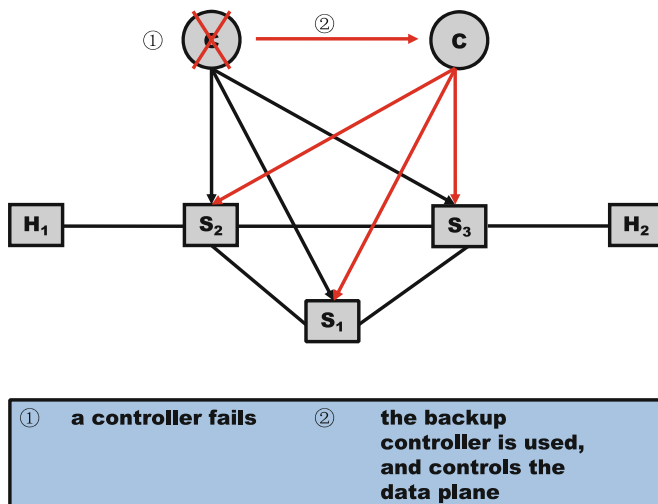 ① C ② C
H₁ S₂ S₃ H₂
S₁
① a controller fails ② the backup
controller is used,
and controls the
data plane